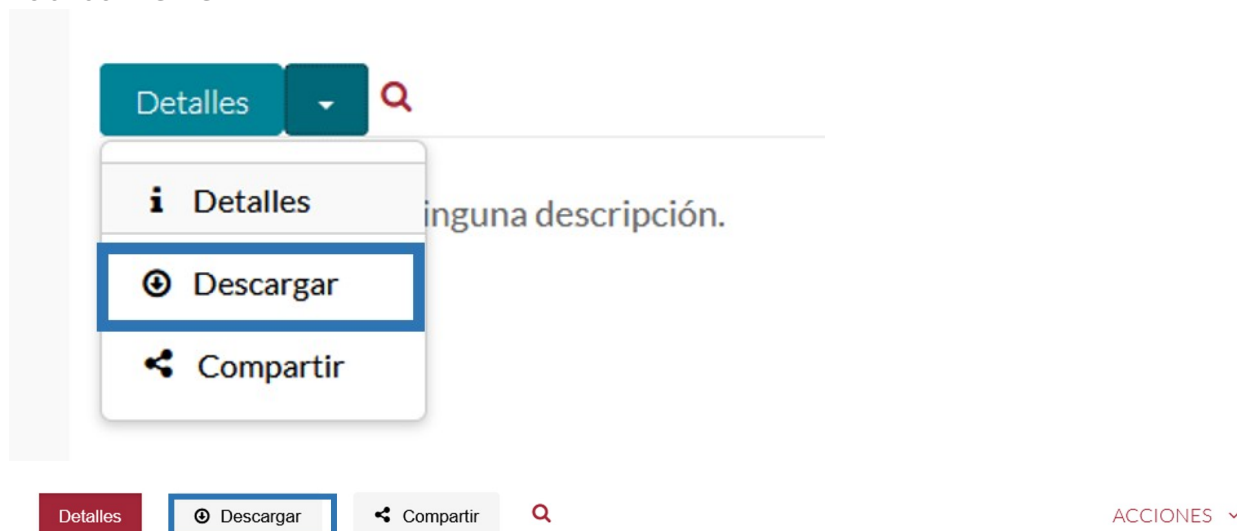 Detalles
Detalles
inguna descripción.
Descargar
Compartir
Detalles Descargar Compartir ACCIONES